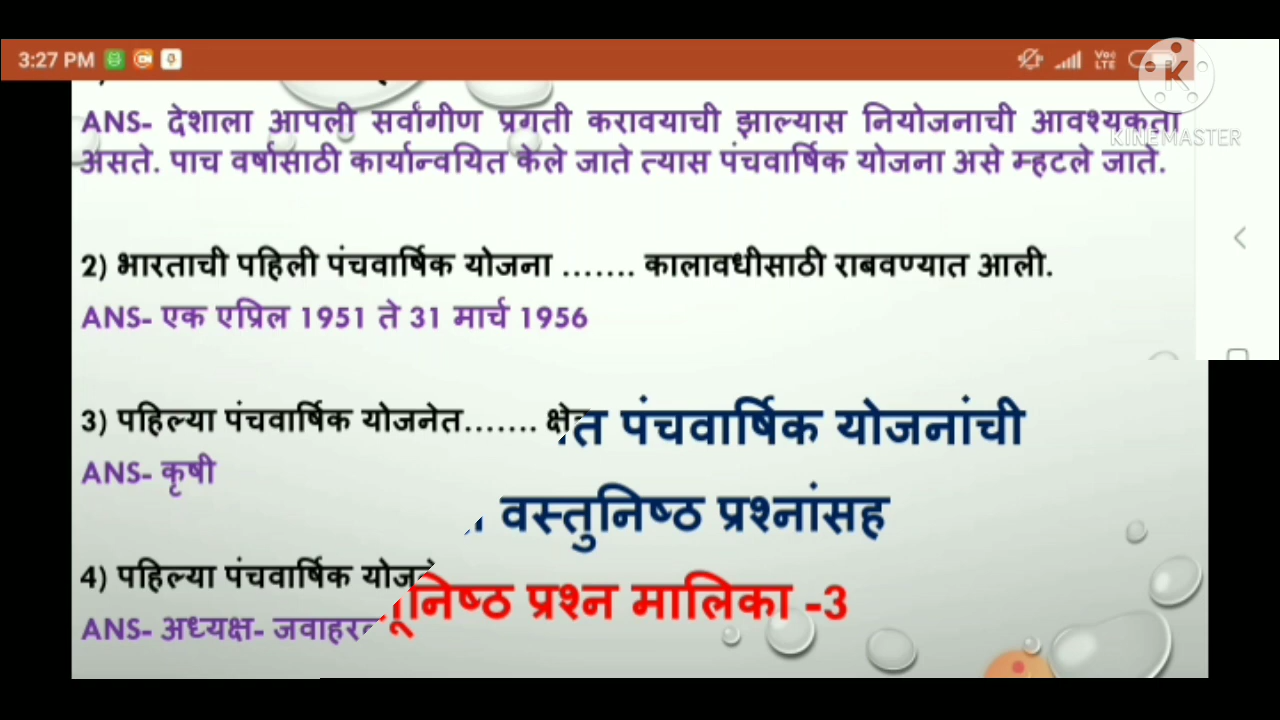 3:27 PM
Vo LTE
KINEMASTER
ANS- देशाला आपली सर्वांगीण प्रगती करावयाची झाल्यास नियोजनाची आवश्यकता
असते. पाच वर्षासाठी कार्यान्वयित केले जाते त्यास पंचवार्षिक योजना असे म्हटले जाते.
2) भारताची पहिली पंचवार्षिक योजना ....... कालावधीसाठी राबवण्यात आली.
ANS- एक एप्रिल 1951 ते 31 मार्च 1956
3) पहिल्या पंचवार्षिक योजनेत.......
पंचवार्षिक योजनांची
ANS- कृषी
वस्तुनिष्ठ प्रश्नांसह
4) पहिल्या पंचवार्षिक
प्रश्न मालिका -3
ANS- अध्यक्ष-